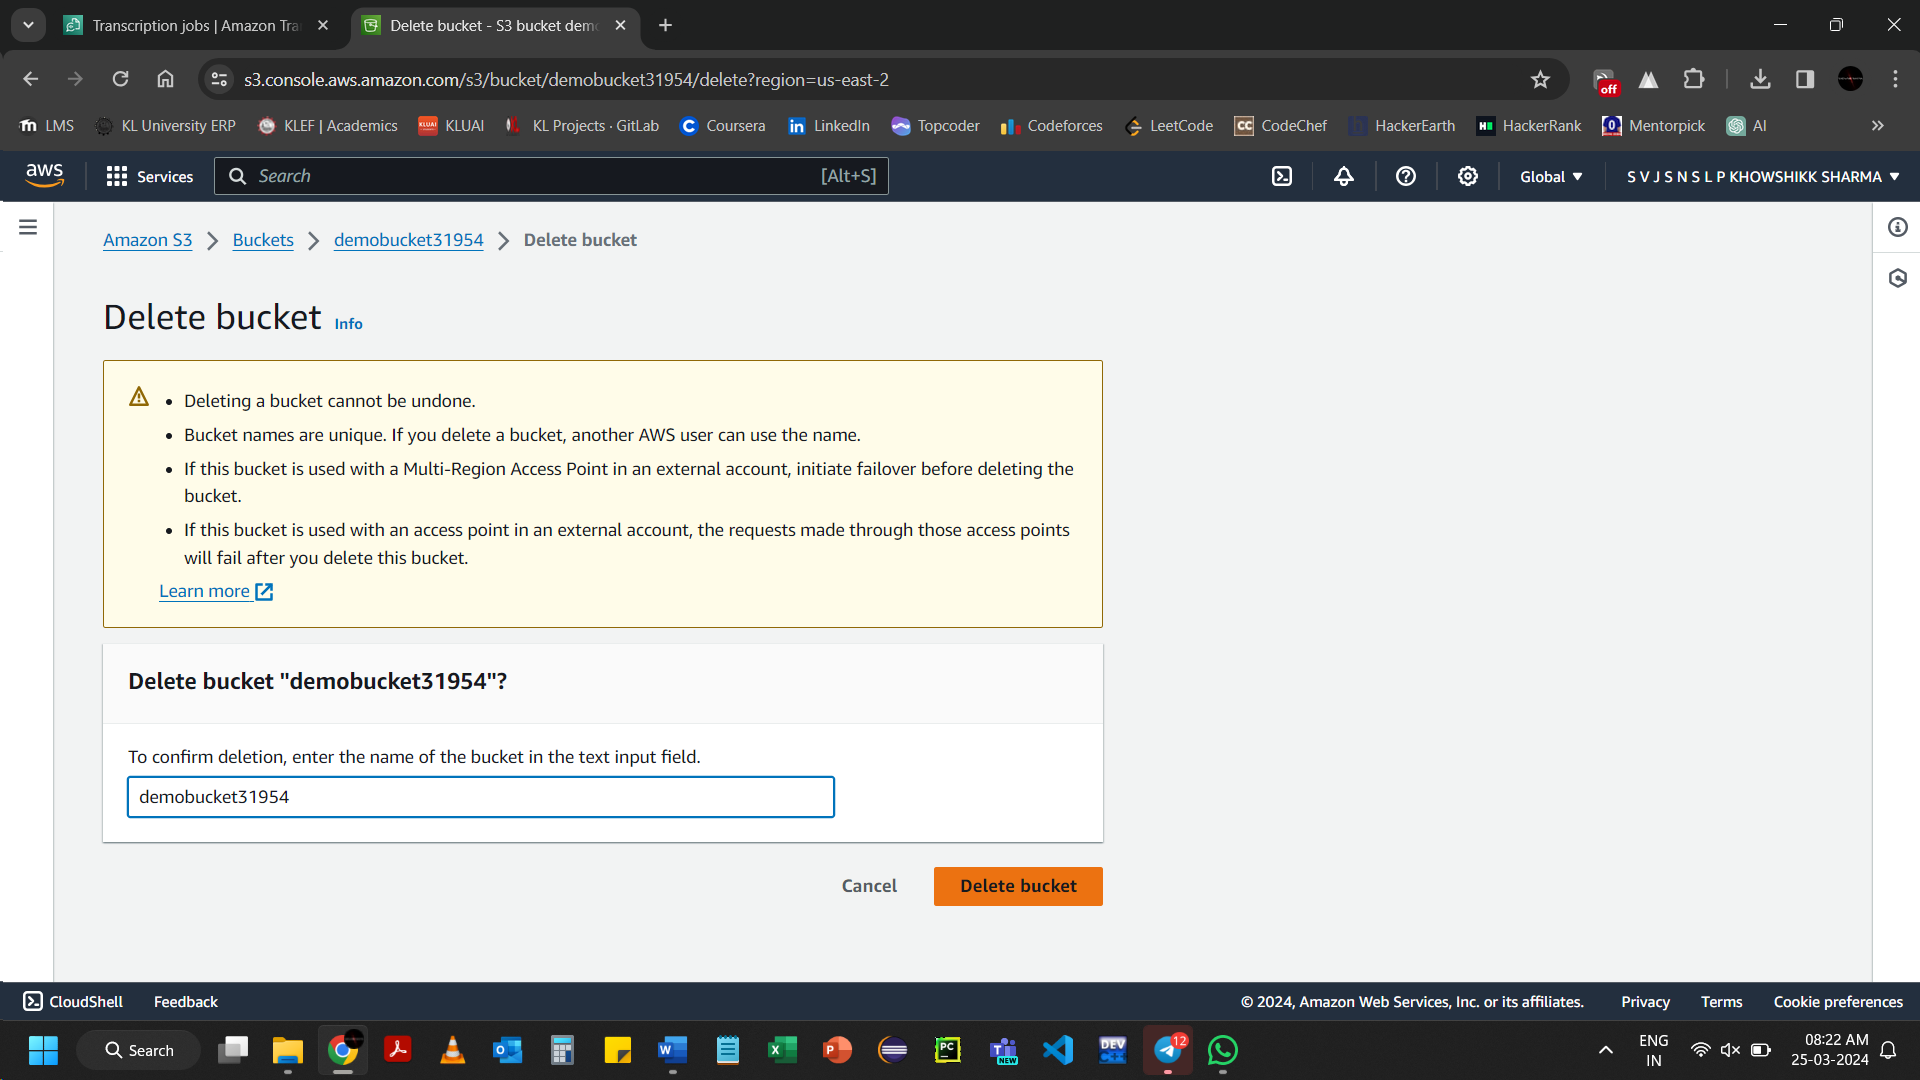 Transcription jobs | Amazon Tra
Delete bucket - S3 bucket dem
s3.console.aws.amazon.com/s3/bucket/demobucket31954/delete?region=us-east-2
off
LMS
KL University ERP
KLEF | Academics
KLUAI
KLUAI
KL Projects · GitLab
Coursera
LinkedIn
Topcoder
Codeforces
LeetCode
CC
CodeChef
HackerEarth
HackerRank
Mentorpick
AI
aws
Services
Search
[Alt+S]
Global
S V J S N S L P KHOWSHIKK SHARMA
Amazon S3
Buckets
demobucket31954
Delete bucket
Delete bucket Info
Deleting a bucket cannot be undone.
Bucket names are unique. If you delete a bucket, another AWS user can use the name.
If this bucket is used with a Multi-Region Access Point in an external account, initiate failover before deleting the
bucket.
If this bucket is used with an access point in an external account, the requests made through those access points
will fail after you delete this bucket.
Learn more
Delete bucket "demobucket31954"?
To confirm deletion, enter the name of the bucket in the text input field.
demobucket31954
Cancel
Delete bucket
CloudShell
Feedback
© 2024, Amazon Web Services, Inc. or its affiliates.
Privacy
Terms
Cookie preferences
Search
PC
NEW
DEV
12
ENG
IN
08:22 AM
25-03-2024